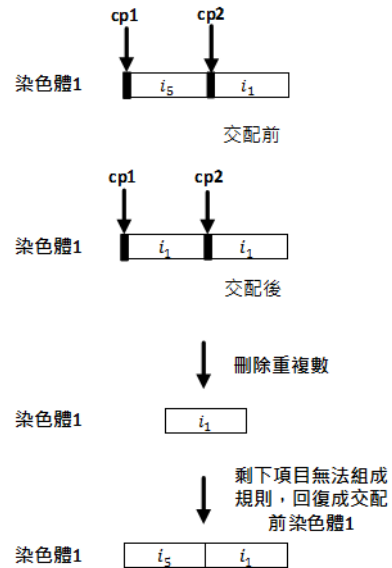 cp1 cp2
染色體1 i₅ i₁
交配前
cp1 cp2
染色體1 i₁ i₁
交配後
刪除重複數
染色體1 i₁
剩下項目無法組成
規則，回復成交配
前染色體1
染色體1 i₅ i₁